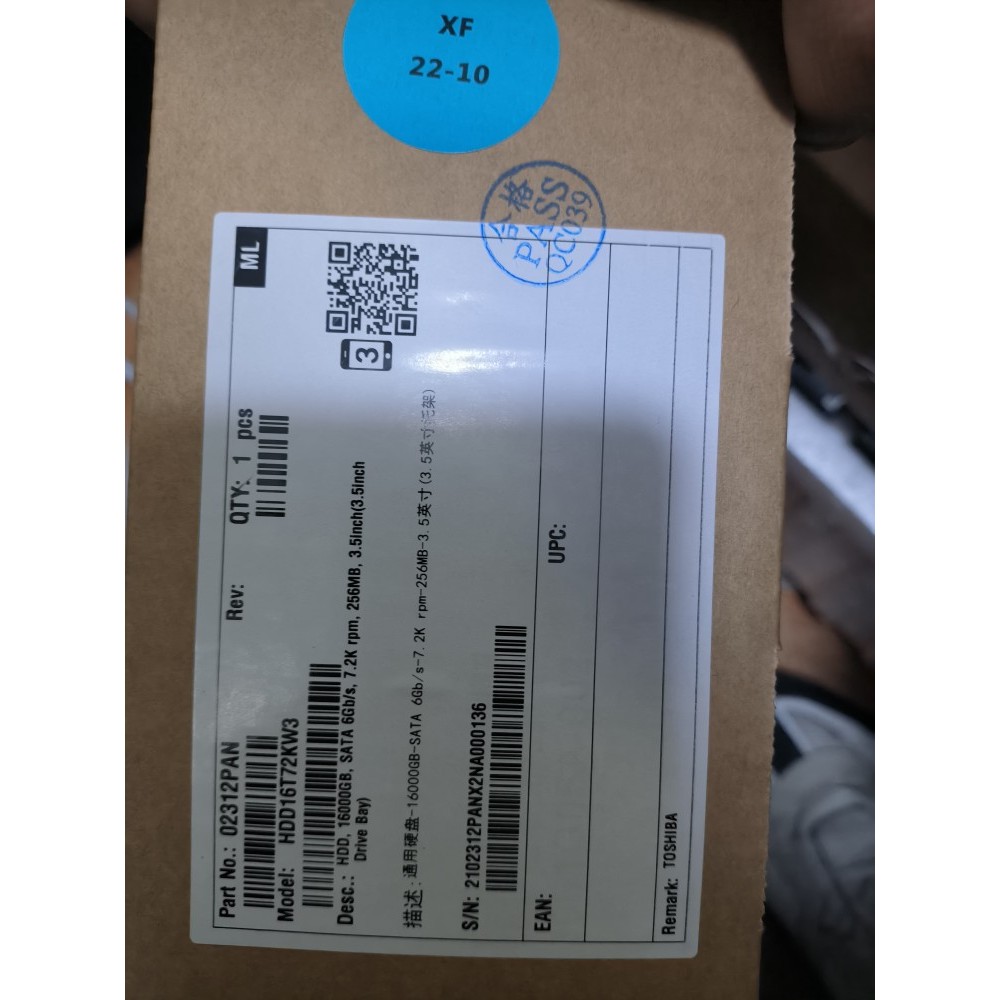 XF
22-10
合格
PASS
QC039
ML
Part No.: 02312PAN
Rev:
QTY: 1 pcs
Model: HDD16T72KW3
3
Desc.: HDD, 16000GB, SATA 6Gb/s, 7.2K rpm, 256MB, 3.5inch(3.5inch
Drive Bay)
描述:通用硬盘-16000GB-SATA 6Gb/s-7.2K rpm-256MB-3.5英寸(3.5英寸托架)
S/N: 2102312PANX2NA000136
EAN:
UPC:
Remark: TOSHIBA